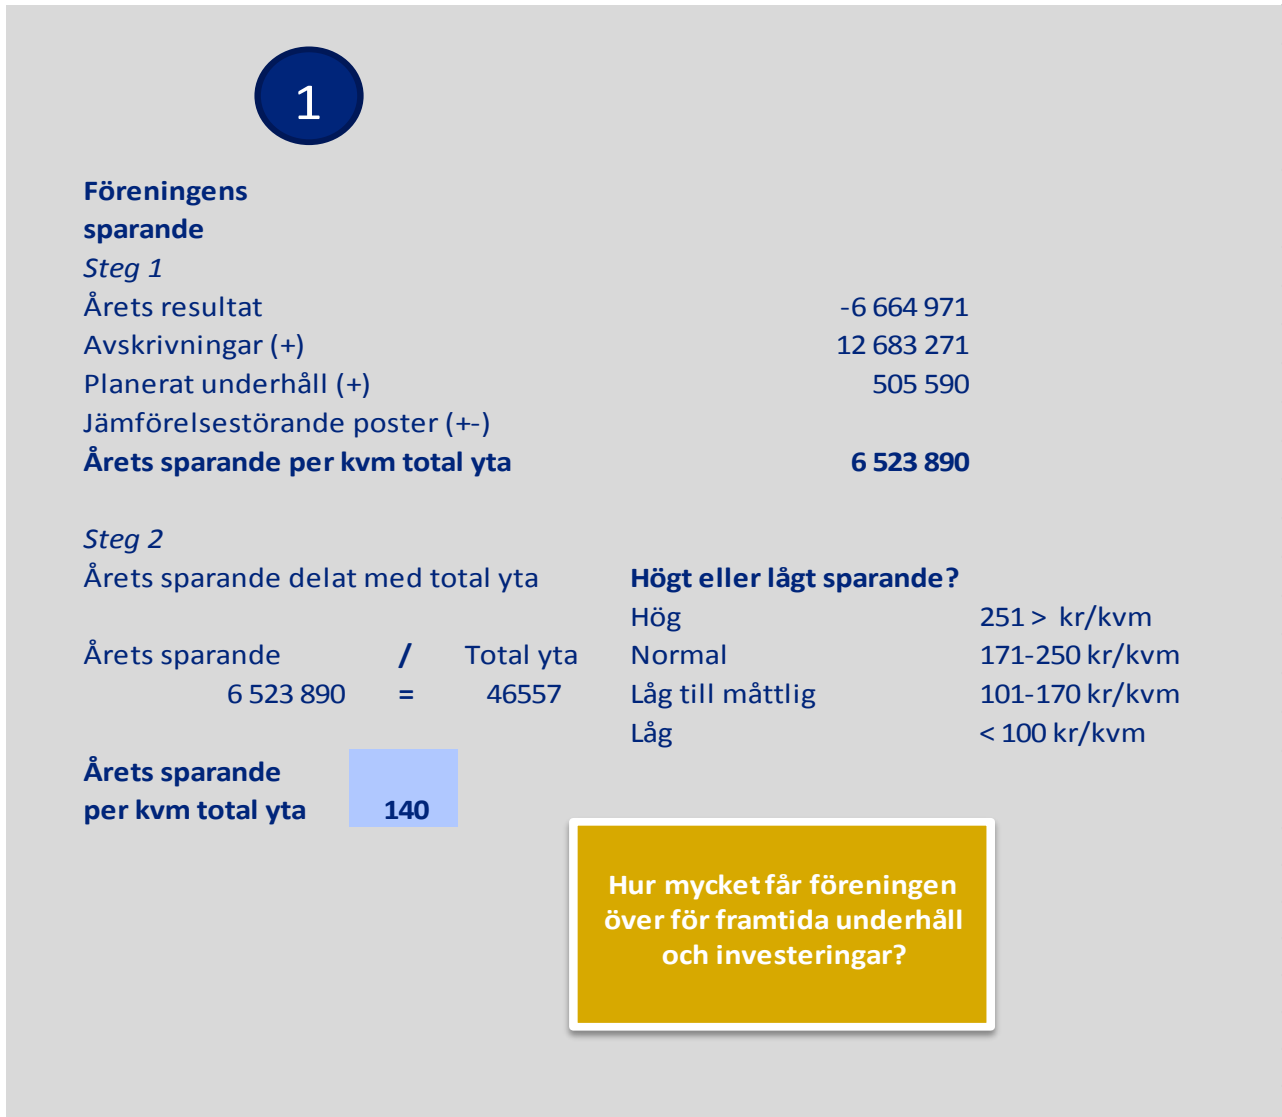 1
Föreningens
sparande
Steg 1
Årets resultat -6 664 971
Avskrivningar (+) 12 683 271
Planerat underhåll (+) 505 590
Jämförelsestörande poster (+-)
Årets sparande per kvm total yta 6 523 890
Steg 2
Årets sparande delat med total yta Högt eller lågt sparande?
Hög 251 > kr/kvm
Årets sparande / Total yta Normal 171-250 kr/kvm
6 523 890 = 46557 Låg till måttlig 101-170 kr/kvm
Låg < 100 kr/kvm
Årets sparande
per kvm total yta 140
Hur mycket får föreningen
över för framtida underhåll
och investeringar?